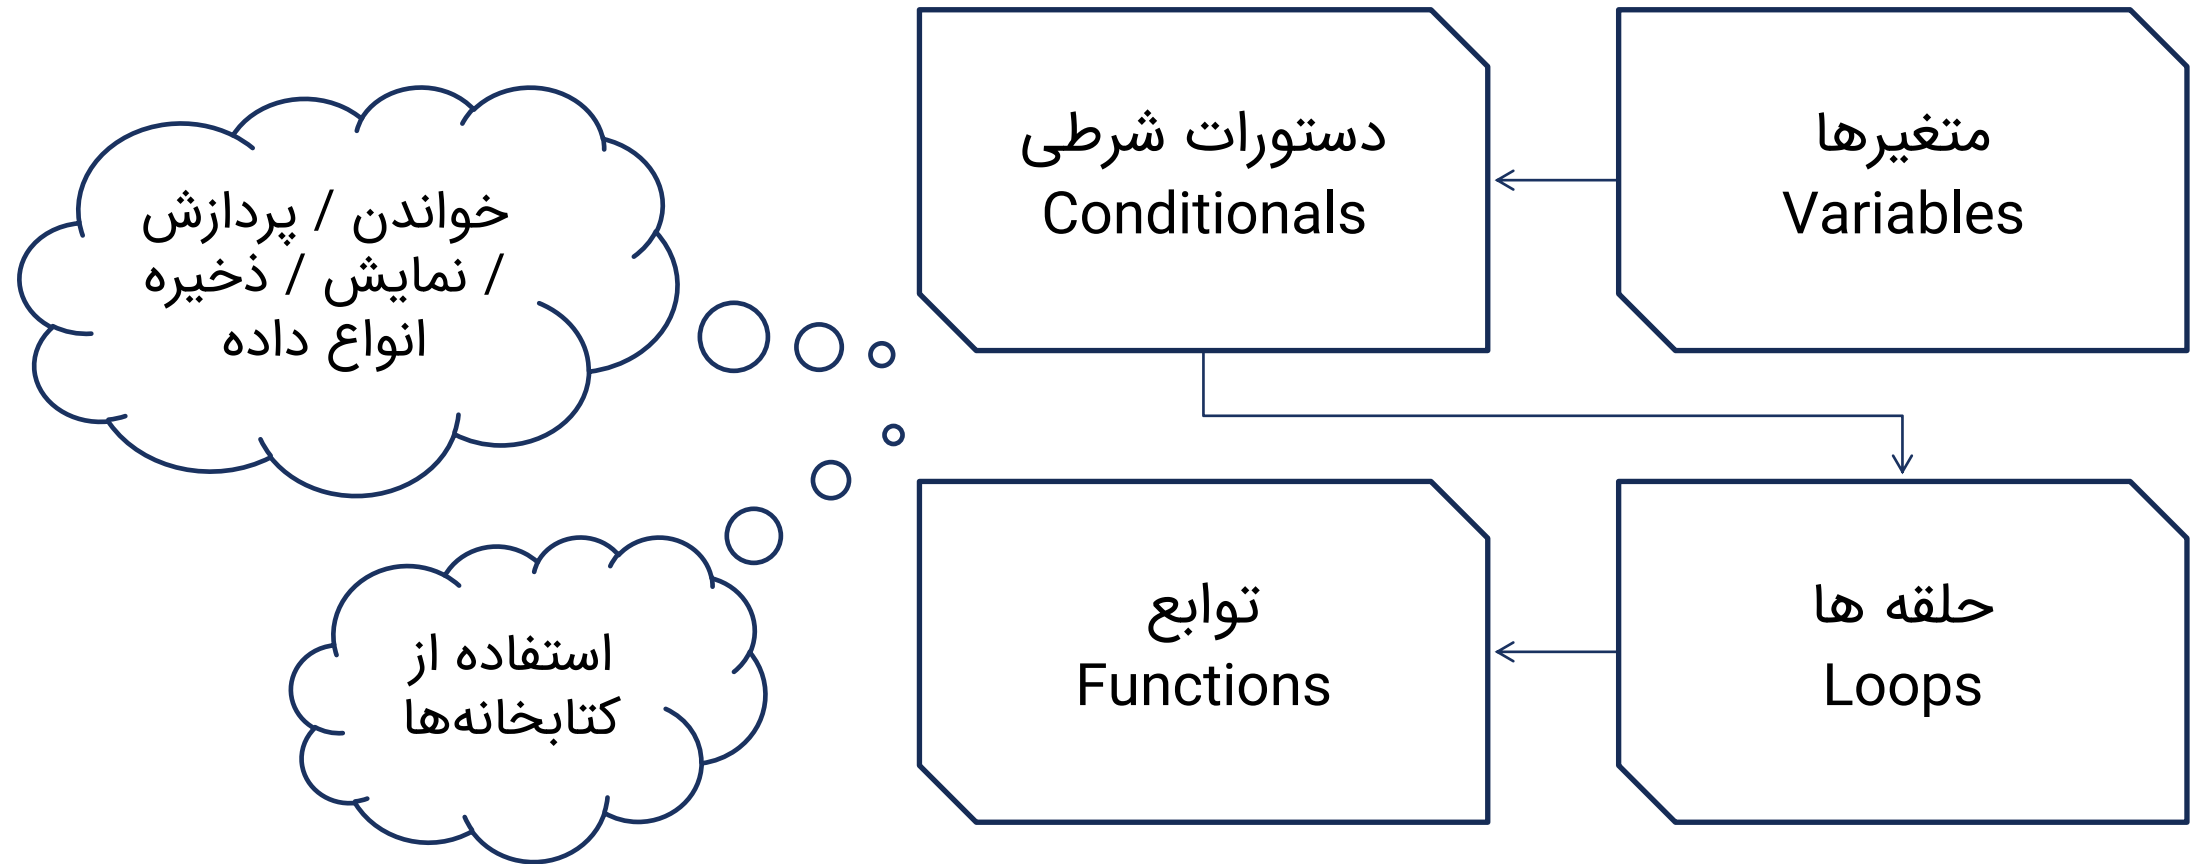 متغیرها
Variables
دستورات شرطی
Conditionals
حلقه ها
Loops
توابع
Functions
خواندن / پردازش
/ نمایش / ذخیره
انواع داده
استفاده از
کتابخانه‌ها